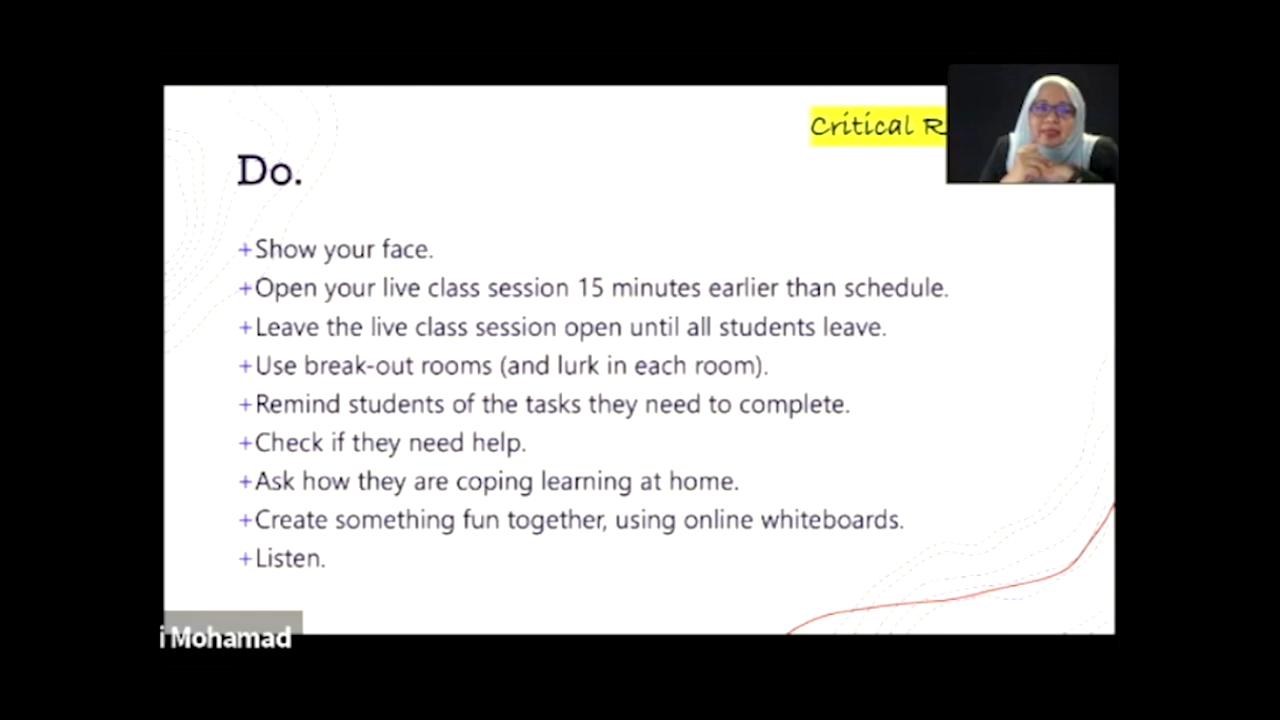 Critical R
Do.
+Show your face.
+Open your live class session 15 minutes earlier than schedule.
+Leave the live class session open until all students leave.
+Use break-out rooms (and lurk in each room).
+Remind students of the tasks they need to complete.
+Check if they need help.
+Ask how they are coping learning at home.
+Create something fun together, using online whiteboards.
+Listen.
i Mohamad